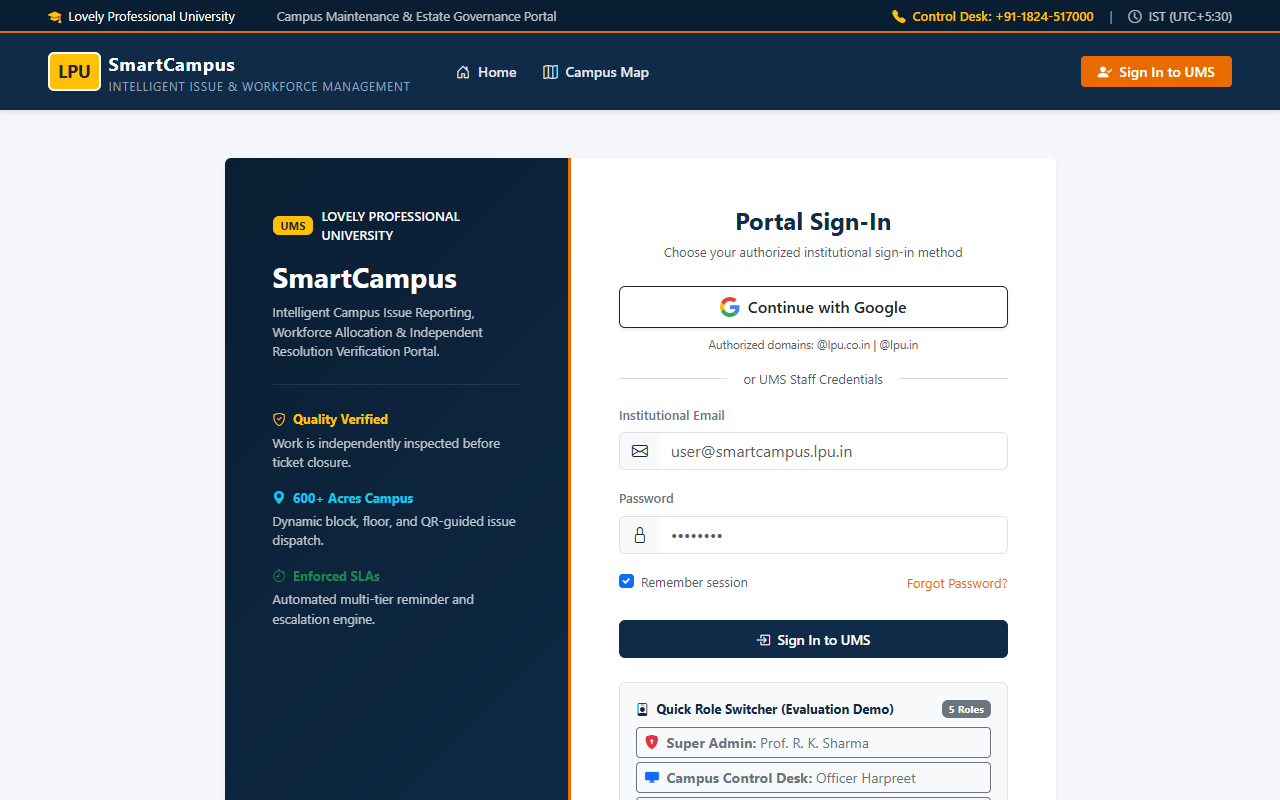 Lovely Professional University
Campus Maintenance & Estate Governance Portal
Control Desk: +91-1824-517000 | IST (UTC+5:30)
LPU
SmartCampus
INTELLIGENT ISSUE & WORKFORCE MANAGEMENT
Home
Campus Map
Sign In to UMS
UMS
LOVELY PROFESSIONAL
UNIVERSITY
SmartCampus
Intelligent Campus Issue Reporting,
Workforce Allocation & Independent
Resolution Verification Portal.
Quality Verified
Work is independently inspected before
ticket closure.
600+ Acres Campus
Dynamic block, floor, and QR-guided issue
dispatch.
Enforced SLAs
Automated multi-tier reminder and
escalation engine.
Portal Sign-In
Choose your authorized institutional sign-in method
Continue with Google
Authorized domains: @lpu.co.in | @lpu.in
or UMS Staff Credentials
Institutional Email
user@smartcampus.lpu.in
Password
••••••••
Remember session
Forgot Password?
Sign In to UMS
Quick Role Switcher (Evaluation Demo)
5 Roles
Super Admin: Prof. R. K. Sharma
Campus Control Desk: Officer Harpreet